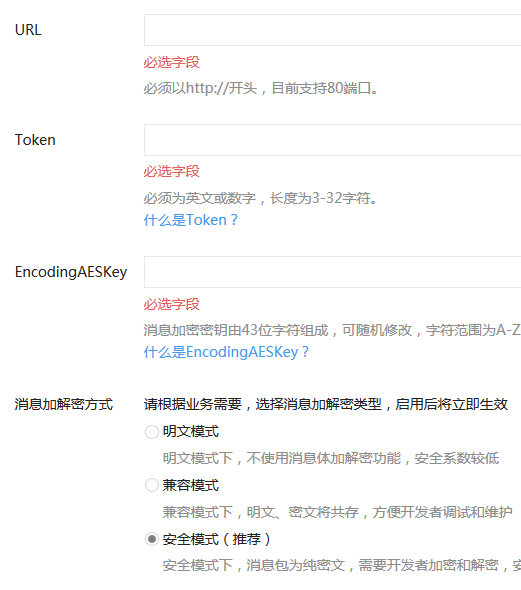 URL
必选字段
必须以http://开头，目前支持80端口。
Token
必选字段
必须为英文或数字，长度为3-32字符。
什么是Token？
EncodingAESKey
必选字段
消息加密密钥由43位字符组成，可随机修改，字符范围为A-Z
什么是EncodingAESKey？
消息加解密方式 请根据业务需要，选择消息加解密类型，启用后将立即生效
明文模式
明文模式下，不使用消息体加解密功能，安全系数较低
兼容模式
兼容模式下，明文、密文将共存，方便开发者调试和维护
安全模式（推荐）
安全模式下，消息包为纯密文，需要开发者加密和解密，安